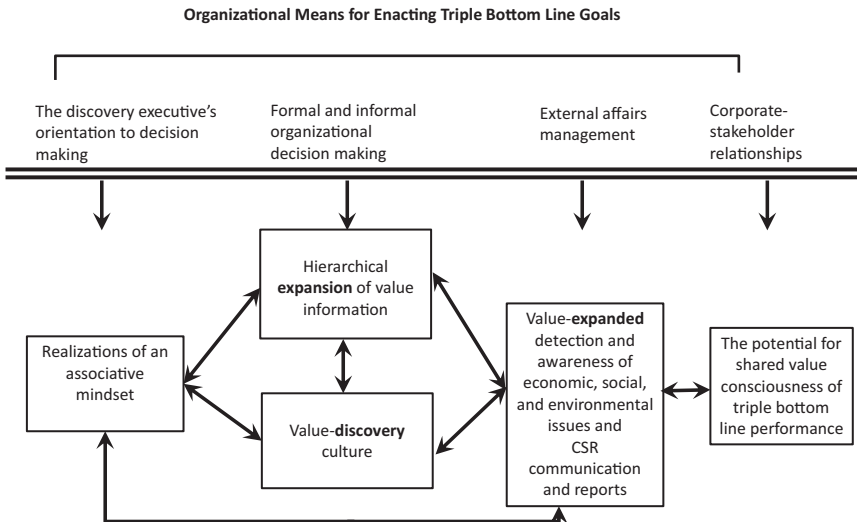 Organizational Means for Enacting Triple Bottom Line Goals
The discovery executive's
orientation to decision
making
Formal and informal
organizational
decision making
External affairs
management
Corporate-
stakeholder
relationships
Hierarchical
expansion of value
information
Realizations of an
associative
mindset
Value-discovery
culture
Value-expanded
detection and
awareness of
economic, social,
and environmental
issues and
CSR
communication
and reports
The potential for
shared value
consciousness of
triple bottom
line performance